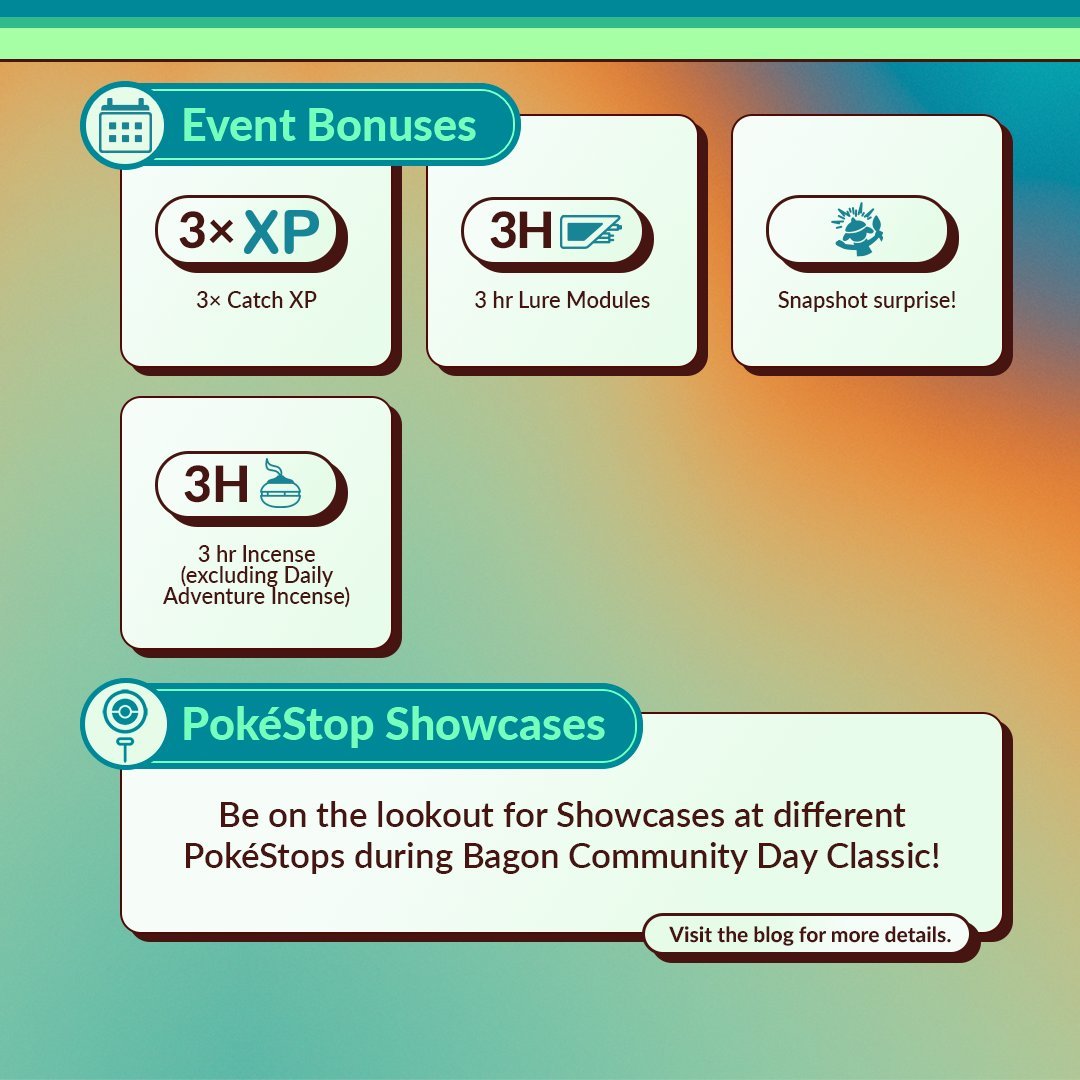 Event Bonuses
3× XP
3× Catch XP
3H
3 hr Lure Modules
Snapshot surprise!
3H
3 hr Incense
(excluding Daily
Adventure Incense)
PokéStop Showcases
Be on the lookout for Showcases at different
PokéStops during Bagon Community Day Classic!
Visit the blog for more details.